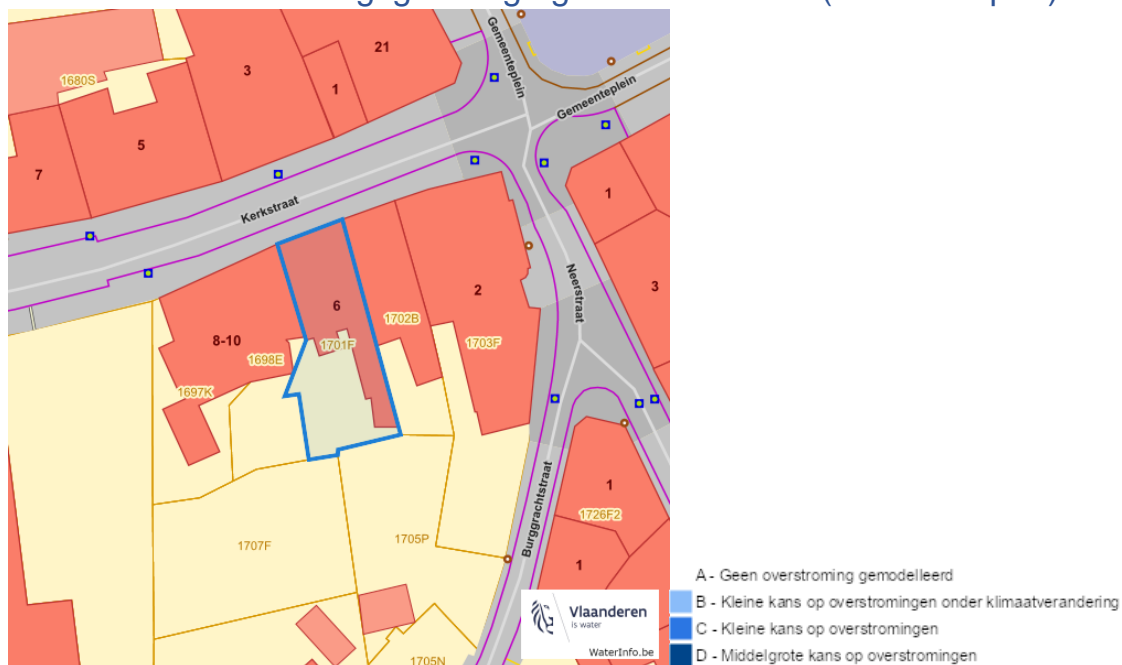 21
Gemeenteplein
1680S
3
1
Gemeenteplein
5
7
1
Kerkstraat
Neerstraat
3
2
6
1702B
8-10
1701F
1703F
1698E
1697K
Burggrachtstraat
1
1726F2
1707F
1705P
1
1705N
Vlaanderen
is water
WaterInfo.be
A - Geen overstroming gemodelleerd
B - Kleine kans op overstromingen onder klimaatverandering
C - Kleine kans op overstromingen
D - Middelgrote kans op overstromingen